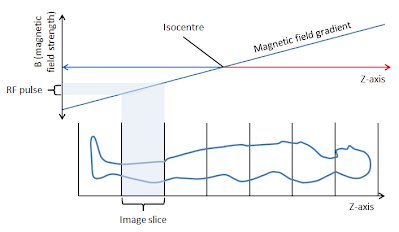 Isocentre
Magnetic field gradient
B (magnetic
field strength)
Z-axis
RF pulse
Z-axis
Image slice